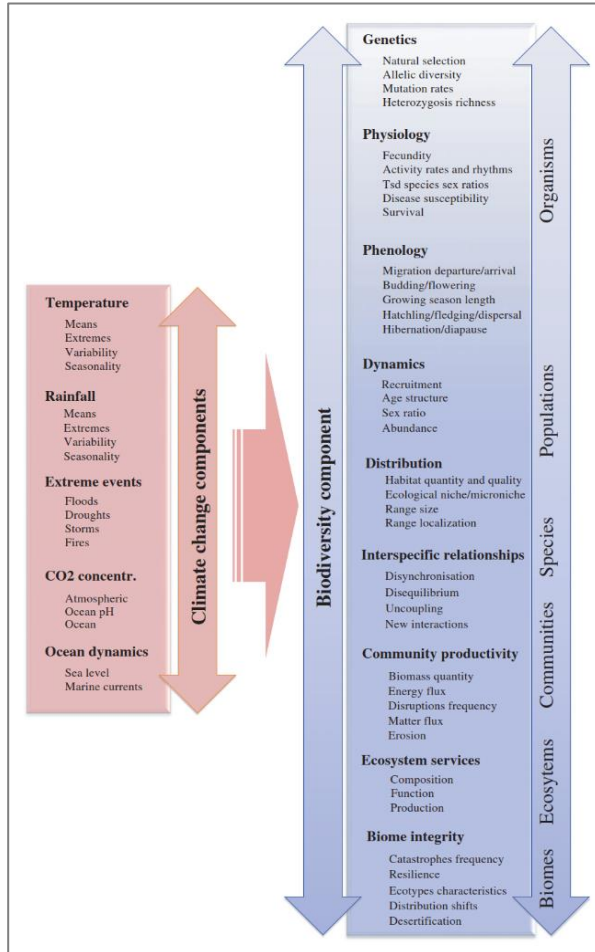 Temperature
Means
Extremes
Variability
Seasonality
Rainfall
Means
Extremes
Variability
Seasonality
Extreme events
Floods
Droughts
Storms
Fires
CO2 concentr.
Atmospheric
Ocean pH
Ocean
Ocean dynamics
Sea level
Marine currents
Climate change components
Biodiversity component
Genetics
Natural selection
Allelic diversity
Mutation rates
Heterozygosis richness
Physiology
Fecundity
Activity rates and rhythms
Tsd species sex ratios
Disease susceptibility
Survival
Phenology
Migration departure/arrival
Budding/flowering
Growing season length
Hatchling/fledging/dispersal
Hibernation/diapause
Dynamics
Recruitment
Age structure
Sex ratio
Abundance
Distribution
Habitat quantity and quality
Ecological niche/microniche
Range size
Range localization
Interspecific relationships
Disynchronisation
Disequilibrium
Uncoupling
New interactions
Community productivity
Biomass quantity
Energy flux
Disruptions frequency
Matter flux
Erosion
Ecosystem services
Composition
Function
Production
Biome integrity
Catastrophes frequency
Resilience
Ecotypes characteristics
Distribution shifts
Desertification
Organisms
Populations
Species
Communities
Ecosytems
Biomes